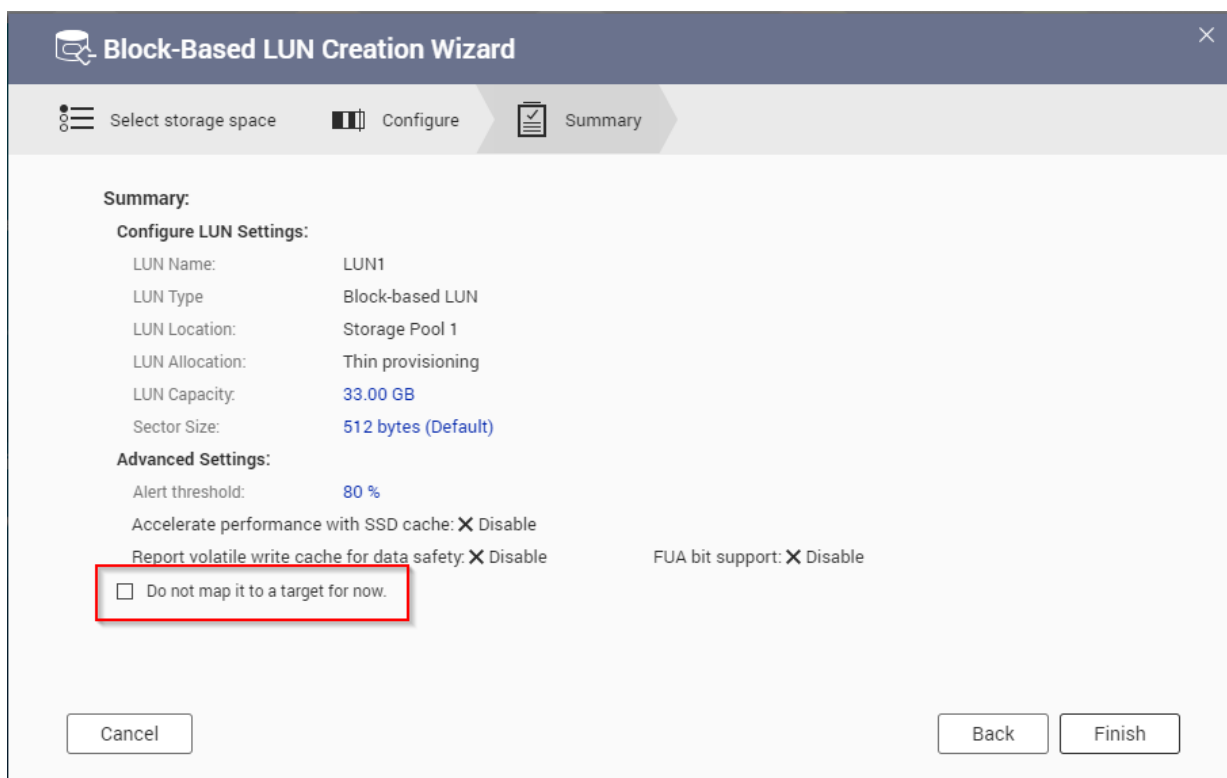 Block-Based LUN Creation Wizard
Select storage space Configure Summary
Summary:
Configure LUN Settings:
LUN Name: LUN1
LUN Type Block-based LUN
LUN Location: Storage Pool 1
LUN Allocation: Thin provisioning
LUN Capacity: 33.00 GB
Sector Size: 512 bytes (Default)
Advanced Settings:
Alert threshold: 80 %
Accelerate performance with SSD cache: Disable
Report volatile write cache for data safety: Disable FUA bit support: Disable
Do not map it to a target for now.
Cancel Back Finish